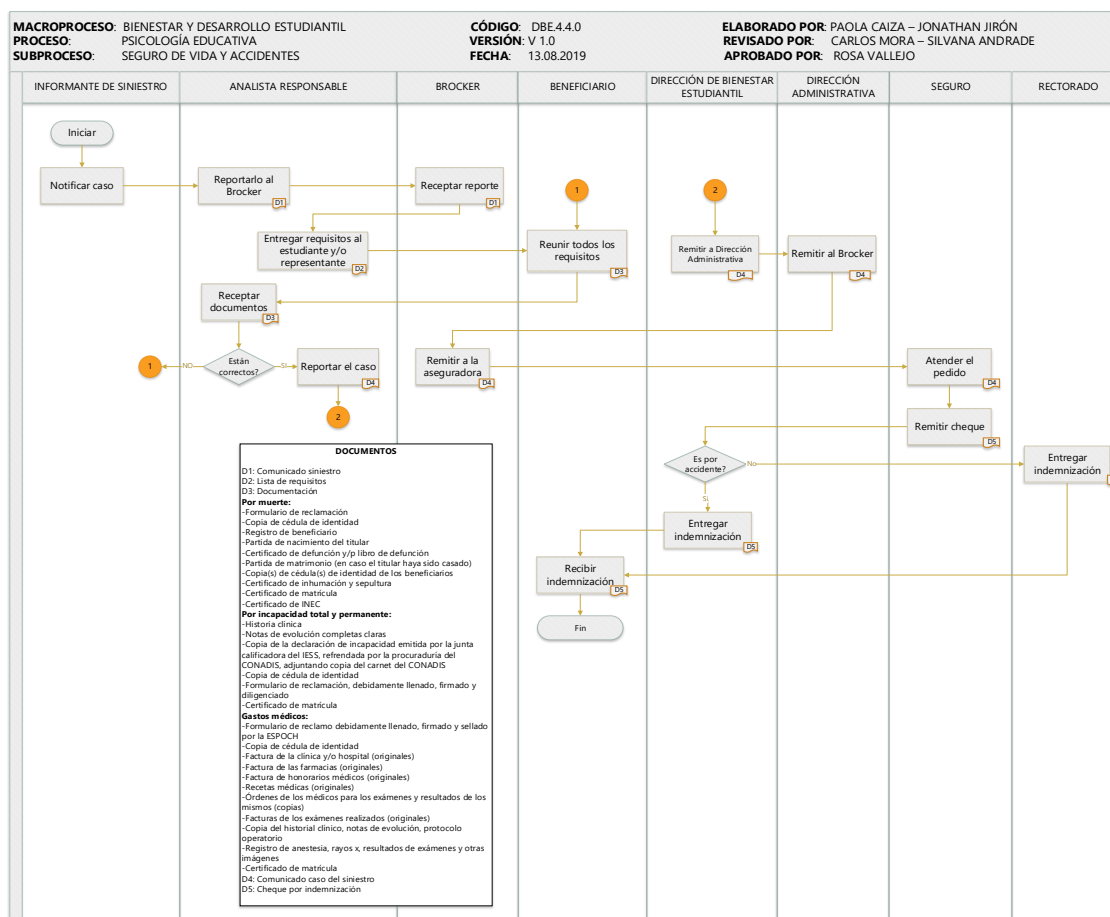 MACROPROCESO: BIENESTAR Y DESARROLLO ESTUDIANTIL
PROCESO: PSICOLOGÍA EDUCATIVA
SUBPROCESO: SEGURO DE VIDA Y ACCIDENTES
CÓDIGO: DBE.4.4.0
VERSIÓN: V 1.0
FECHA: 13.08.2019
ELABORADO POR: PAOLA CAIZA – JONATHAN JIRÓN
REVISADO POR: CARLOS MORA – SILVANA ANDRADE
APROBADO POR: ROSA VALLEJO
INFORMANTE DE SINIESTRO
ANALISTA RESPONSABLE
BROCKER
BENEFICIARIO
DIRECCIÓN DE BIENESTAR
ESTUDIANTIL
DIRECCIÓN
ADMINISTRATIVA
SEGURO
RECTORADO
Iniciar
Notificar caso
Reportarlo al
Brocker
D1
Receptar reporte
D1
1
2
Entregar requisitos al
estudiante y/o
representante
D2
Reunir todos los
requisitos
D3
Remitir a Dirección
Administrativa
D4
Remitir al Brocker
D4
Receptar
documentos
D3
1
NO
Están
correctos?
Si
Reportar el caso
D4
2
Remitir a la
aseguradora
D4
Atender el
pedido
D4
Remitir cheque
D5
Es por
accidente?
No
Si
Entregar
indemnización
Entregar
indemnización
D5
Recibir
indemnización
D5
Fin
DOCUMENTOS
D1: Comunicado siniestro
D2: Lista de requisitos
D3: Documentación
Por muerte:
-Formulario de reclamación
-Copia de cédula de identidad
-Registro de beneficiario
-Partida de nacimiento del titular
-Certificado de defunción y/p libro de defunción
-Partida de matrimonio (en caso el titular haya sido casado)
-Copia(s) de cédula(s) de identidad de los beneficiarios
-Certificado de inhumación y sepultura
-Certificado de matrícula
-Certificado de INEC
Por incapacidad total y permanente:
-Historia clínica
-Notas de evolución completas claras
-Copia de la declaración de incapacidad emitida por la junta
calificadora del IESS, refrendada por la procuraduría del
CONADIS, adjuntando copia del carnet del CONADIS
-Copia de cédula de identidad
-Formulario de reclamación, debidamente llenado, firmado y
diligenciado
-Certificado de matrícula
Gastos médicos:
-Formulario de reclamo debidamente llenado, firmado y sellado
por la ESPOCH
-Copia de cédula de identidad
-Factura de la clínica y/o hospital (originales)
-Factura de las farmacias (originales)
-Factura de honorarios médicos (originales)
-Recetas médicas (originales)
-Órdenes de los médicos para los exámenes y resultados de los
mismos (copias)
-Facturas de los exámenes realizados (originales)
-Copia del historial clínico, notas de evolución, protocolo
operatorio
-Registro de anestesia, rayos x, resultados de exámenes y otras
imágenes
-Certificado de matrícula
D4: Comunicado caso del siniestro
D5: Cheque por indemnización